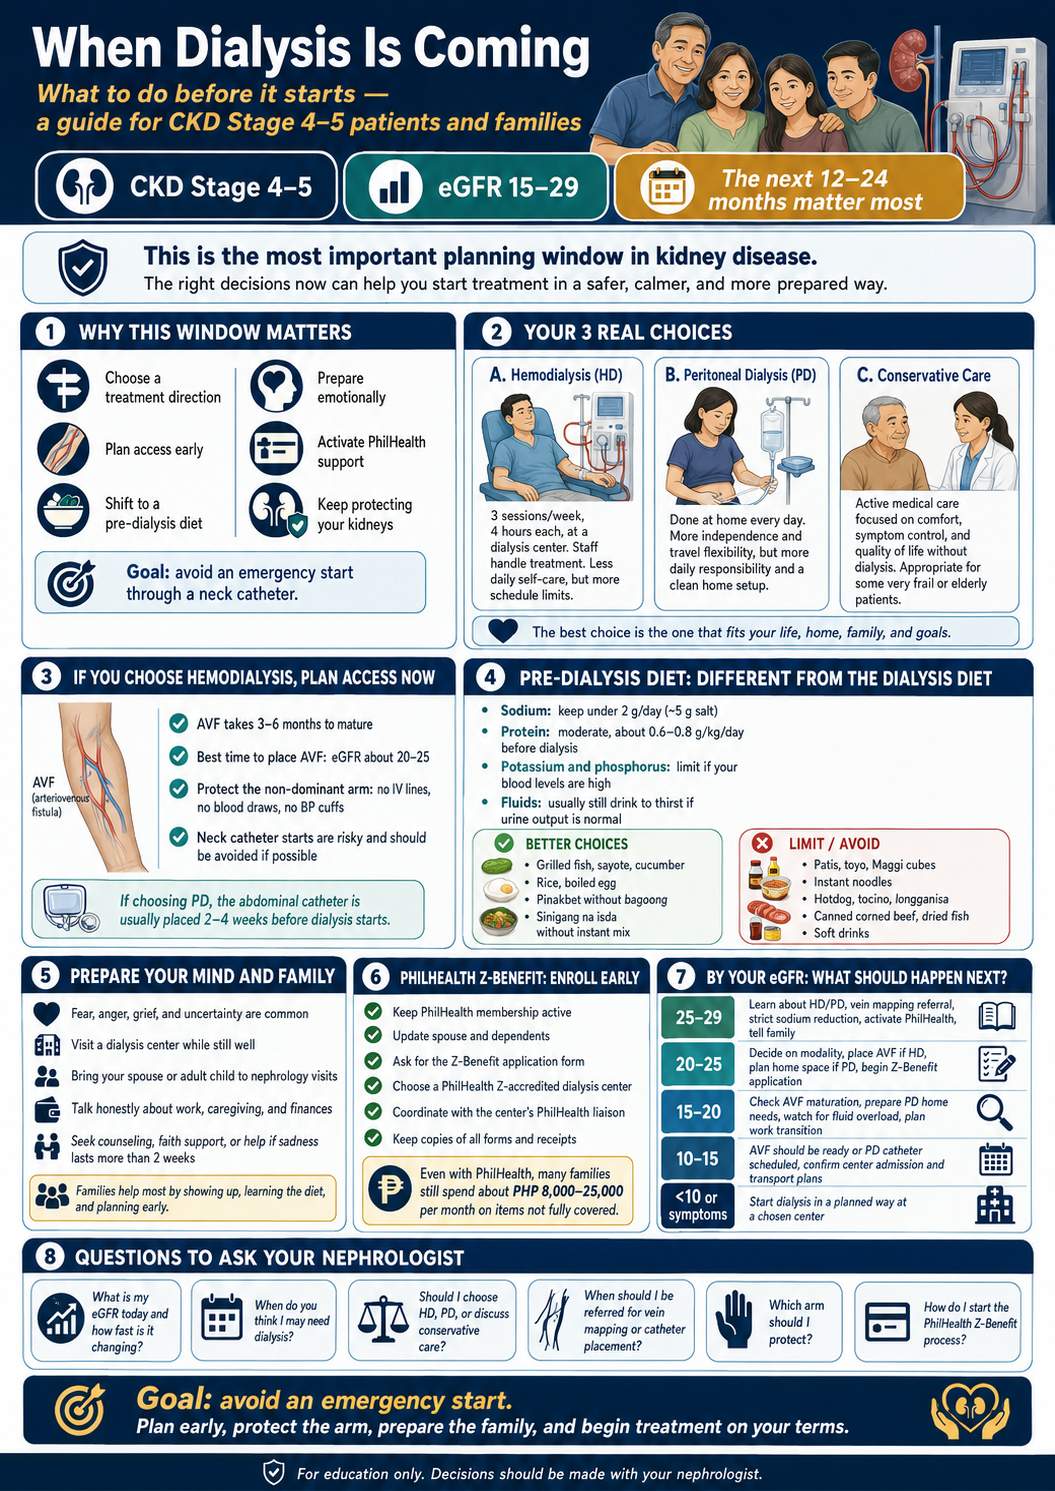 When Dialysis Is Coming
What to do before it starts —
a guide for CKD Stage 4–5 patients and families
CKD Stage 4–5
eGFR 15–29
The next 12–24
months matter most
This is the most important planning window in kidney disease.
The right decisions now can help you start treatment in a safer, calmer, and more prepared way.
1 WHY THIS WINDOW MATTERS
Choose a
treatment direction
Plan access early
Shift to a
pre-dialysis diet
Prepare
emotionally
Activate PhilHealth
support
Keep protecting
your kidneys
Goal: avoid an emergency start
through a neck catheter.
2 YOUR 3 REAL CHOICES
A. Hemodialysis (HD)
3 sessions/week,
4 hours each, at a
dialysis center. Staff
handle treatment. Less
daily self-care, but more
schedule limits.
B. Peritoneal Dialysis (PD)
Done at home every day.
More independence and
travel flexibility, but more
daily responsibility and a
clean home setup.
C. Conservative Care
Active medical care
focused on comfort,
symptom control, and
quality of life without
dialysis. Appropriate for
some very frail or elderly
patients.
The best choice is the one that fits your life, home, family, and goals.
3 IF YOU CHOOSE HEMODIALYSIS, PLAN ACCESS NOW
AVF
(arteriovenous
fistula)
AVF takes 3–6 months to mature
Best time to place AVF: eGFR about 20–25
Protect the non-dominant arm: no IV lines,
no blood draws, no BP cuffs
Neck catheter starts are risky and should
be avoided if possible
If choosing PD, the abdominal catheter is
usually placed 2–4 weeks before dialysis starts.
4 PRE-DIALYSIS DIET: DIFFERENT FROM THE DIALYSIS DIET
• Sodium: keep under 2 g/day (~5 g salt)
• Protein: moderate, about 0.6–0.8 g/kg/day
before dialysis
• Potassium and phosphorus: limit if your
blood levels are high
• Fluids: usually still drink to thirst if
urine output is normal
BETTER CHOICES
• Grilled fish, sayote, cucumber
• Rice, boiled egg
• Pinakbet without bagoong
• Sinigang na isda
without instant mix
LIMIT / AVOID
• Patis, toyo, Maggi cubes
• Instant noodles
• Hotdog, tocino, longganisa
• Canned corned beef, dried fish
• Soft drinks
5 PREPARE YOUR MIND AND FAMILY
Fear, anger, grief, and uncertainty are common
Visit a dialysis center while still well
Bring your spouse or adult child to nephrology visits
Talk honestly about work, caregiving, and finances
Seek counseling, faith support, or help if sadness
lasts more than 2 weeks
Families help most by showing up, learning the diet,
and planning early.
6 PHILHEALTH Z-BENEFIT: ENROLL EARLY
Keep PhilHealth membership active
Update spouse and dependents
Ask for the Z-Benefit application form
Choose a PhilHealth Z-accredited dialysis center
Coordinate with the center's PhilHealth liaison
Keep copies of all forms and receipts
₱
Even with PhilHealth, many families
still spend about PHP 8,000–25,000
per month on items not fully covered.
7 BY YOUR eGFR: WHAT SHOULD HAPPEN NEXT?
25–29
Learn about HD/PD, vein mapping referral,
strict sodium reduction, activate PhilHealth,
tell family
20–25
Decide on modality, place AVF if HD,
plan home space if PD, begin Z-Benefit
application
15–20
Check AVF maturation, prepare PD home
needs, watch for fluid overload, plan
work transition
10–15
AVF should be ready or PD catheter
scheduled, confirm center admission and
transport plans
<10 or
symptoms
Start dialysis in a planned way at
a chosen center
8 QUESTIONS TO ASK YOUR NEPHROLOGIST
What is my
eGFR today and
how fast is it
changing?
When do you
think I may need
dialysis?
Should I choose
HD, PD, or discuss
conservative
care?
When should I be
referred for vein
mapping or catheter
placement?
Which arm
should I
protect?
How do I start the
PhilHealth Z-Benefit
process?
Goal: avoid an emergency start.
Plan early, protect the arm, prepare the family, and begin treatment on your terms.
For education only. Decisions should be made with your nephrologist.